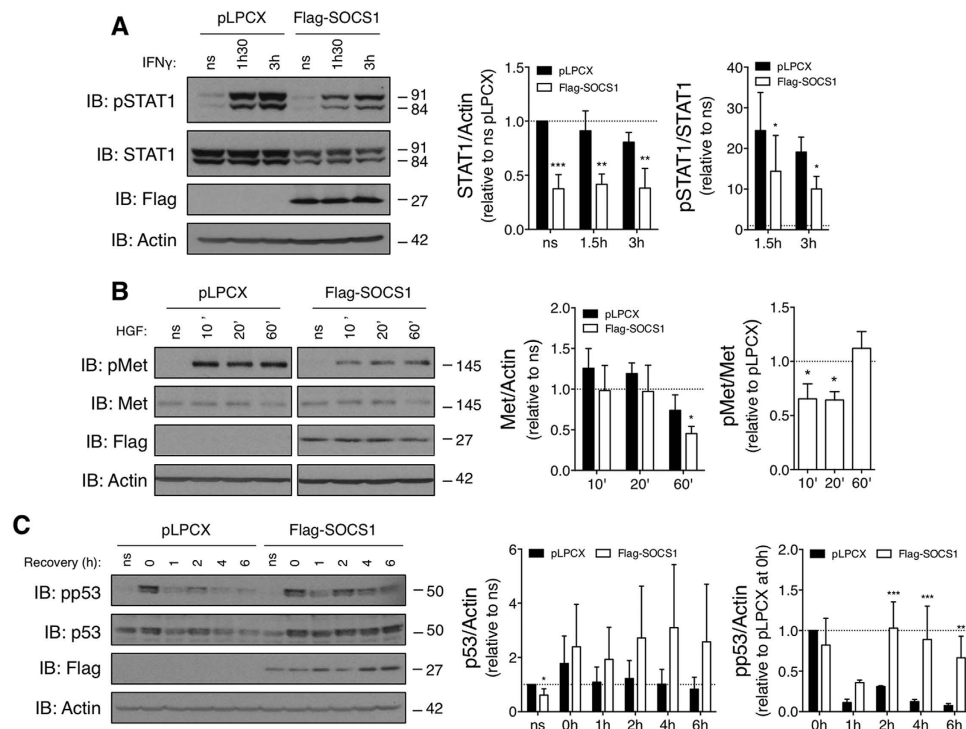 A
pLPCX Flag-SOCS1
IFNγ: ns 1h30 3h ns 1h30 3h
IB: pSTAT1 91
84
IB: STAT1 91
84
IB: Flag 27
IB: Actin 42
STAT1/Actin
(relative to ns pLPCX)
1.5
1.0
0.5
0.0
pLPCX
Flag-SOCS1
*** ** **
ns 1.5h 3h
pSTAT1/STAT1
(relative to ns)
40
30
20
10
0
pLPCX
Flag-SOCS1
* *
1.5h 3h
B
pLPCX Flag-SOCS1
HGF: ns 10' 20' 60' ns 10' 20' 60'
IB: pMet 145
IB: Met 145
IB: Flag 27
IB: Actin 42
Met/Actin
(relative to ns)
2.0
1.5
1.0
0.5
0.0
pLPCX
Flag-SOCS1
*
10' 20' 60'
pMet/Met
(relative to pLPCX)
1.5
1.0
0.5
0.0
* *
10' 20' 60'
C
pLPCX Flag-SOCS1
Recovery (h): ns 0 1 2 4 6 ns 0 1 2 4 6
IB: pp53 50
IB: p53 50
IB: Flag 27
IB: Actin 42
p53/Actin
(relative to ns)
6
4
2
1
0
pLPCX
Flag-SOCS1
*
ns 0h 1h 2h 4h 6h
pp53/Actin
(relative to pLPCX at 0h)
2.0
1.5
1.0
0.5
0.0
pLPCX
Flag-SOCS1
*** *** **
0h 1h 2h 4h 6h